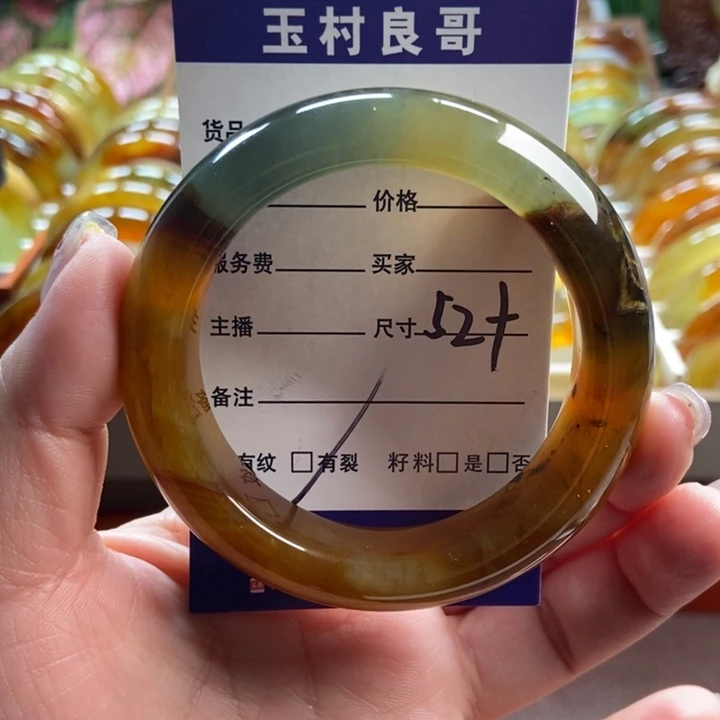 玉村良哥
货品
价格
服务费 买家
主播 尺寸 52+
备注
有纹 □有裂 籽料□是□否